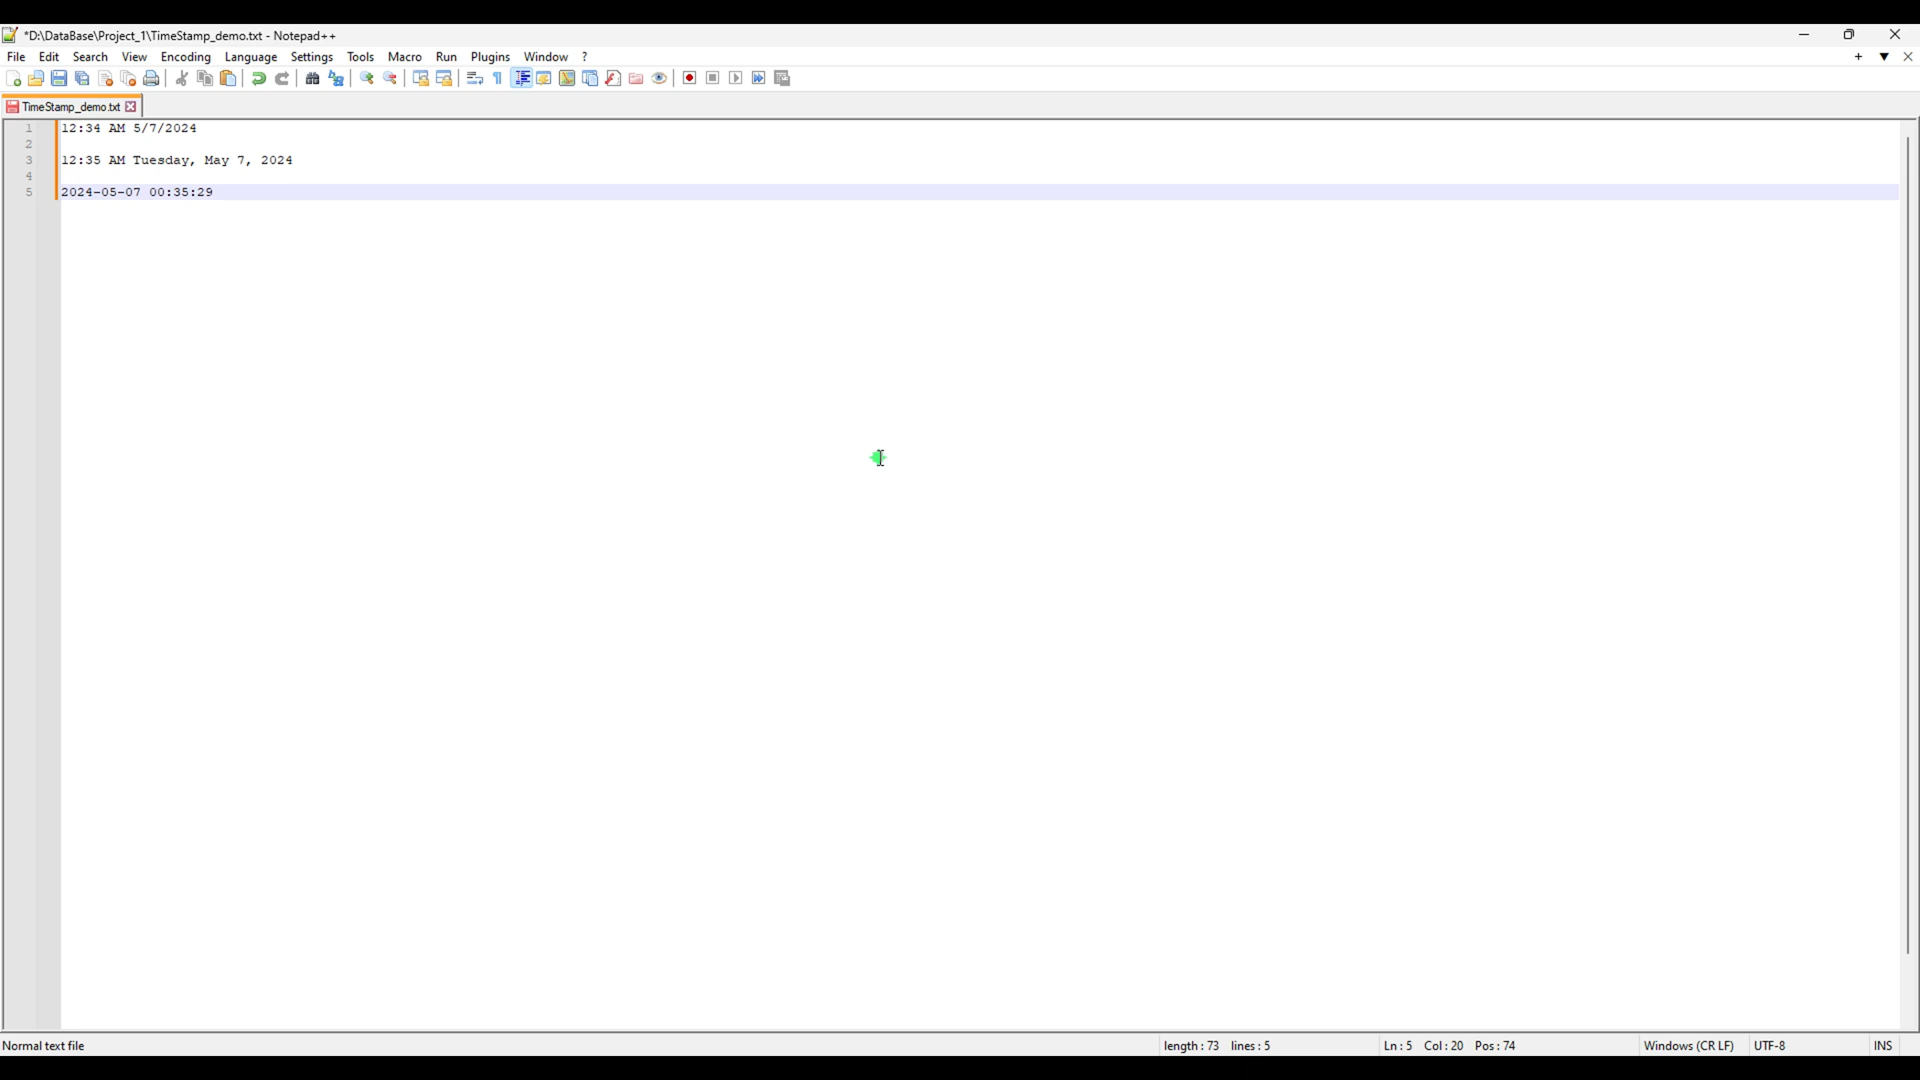 *D:\DataBase\Project_1\TimeStamp_demo.txt - Notepad++
File Edit Search View Encoding Language Settings Tools Macro Run Plugins Window ?
TimeStamp_demo.txt
1 12:34 AM 5/7/2024
2
3 12:35 AM Tuesday, May 7, 2024
4
5 2024-05-07 00:35:29
Normal text file length : 73 lines : 5 Ln : 5 Col : 20 Pos : 74 Windows (CR LF) UTF-8 INS